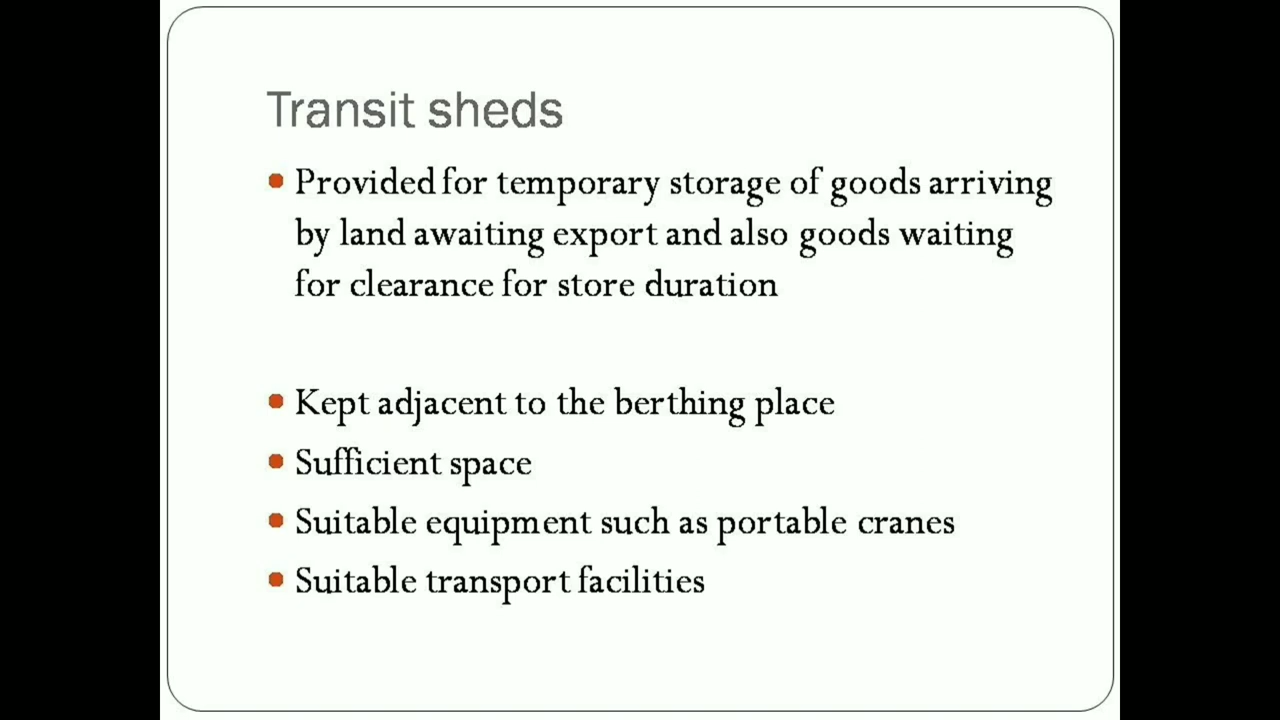 Transit sheds
• Provided for temporary storage of goods arriving
by land awaiting export and also goods waiting
for clearance for store duration
• Kept adjacent to the berthing place
• Sufficient space
• Suitable equipment such as portable cranes
• Suitable transport facilities